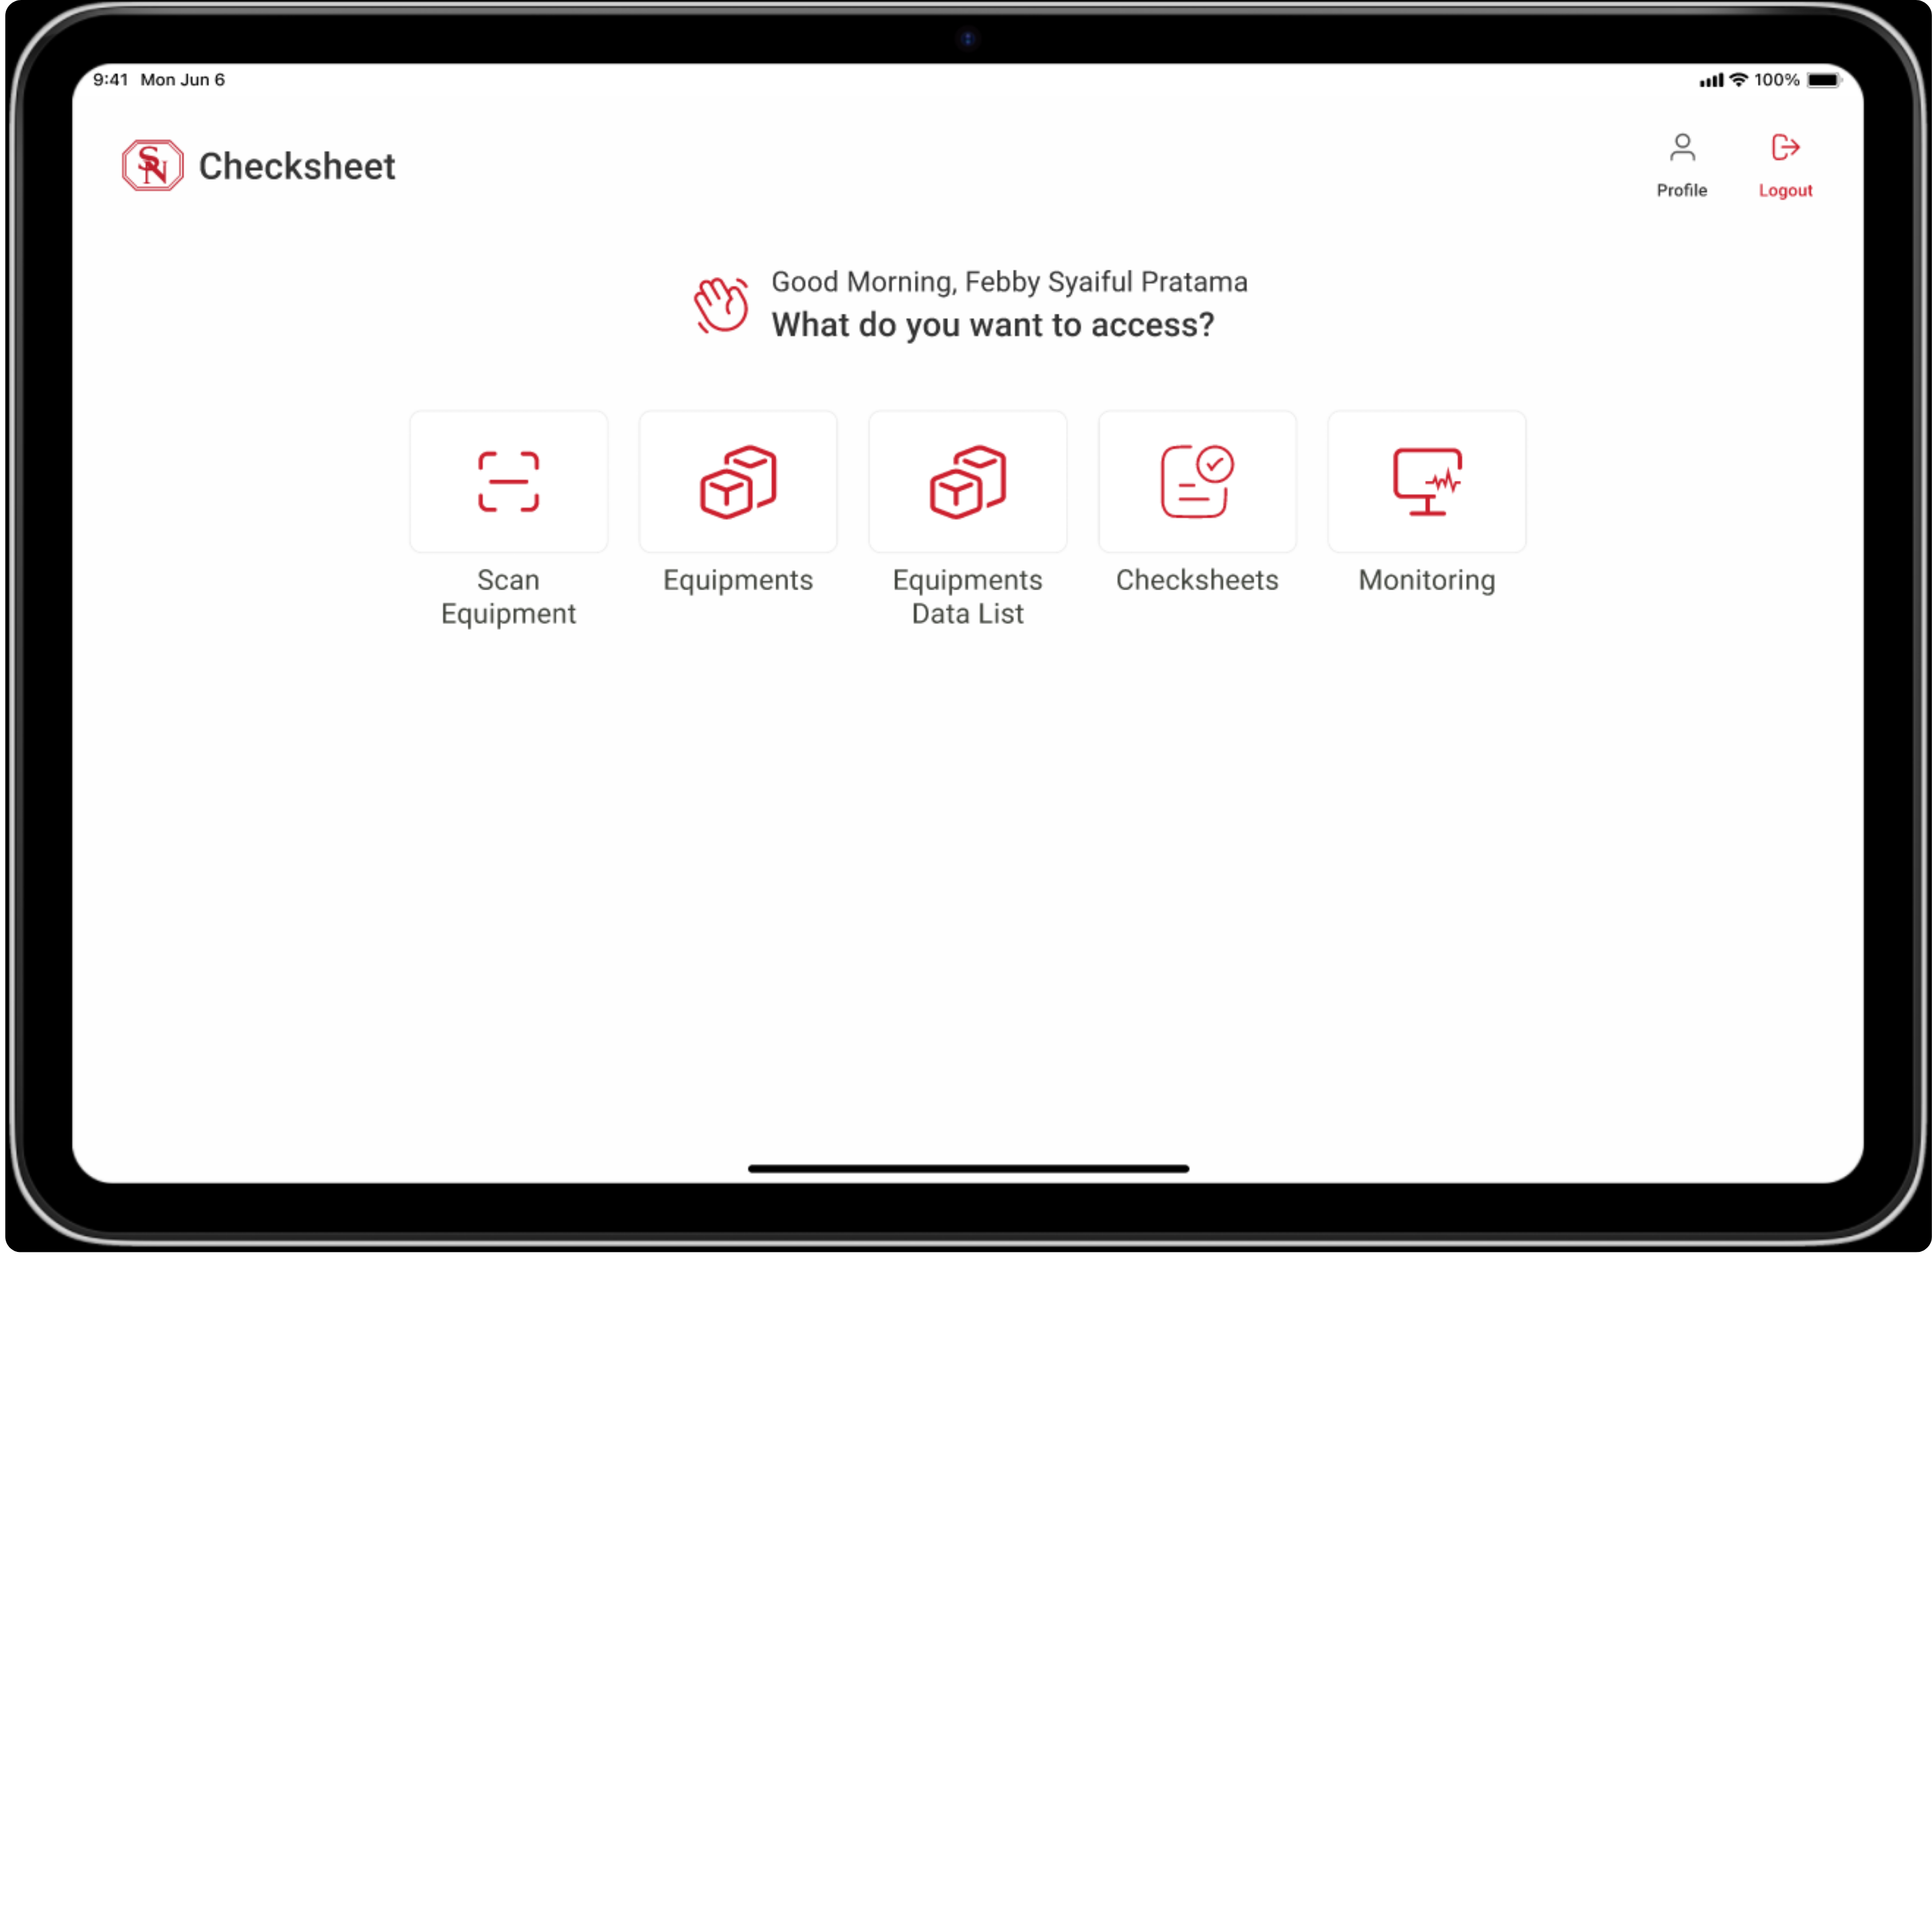 9:41 Mon Jun 6
100%
SN Checksheet
Profile
Logout
Good Morning, Febby Syaiful Pratama
What do you want to access?
Scan
Equipment
Equipments
Equipments
Data List
Checksheets
Monitoring